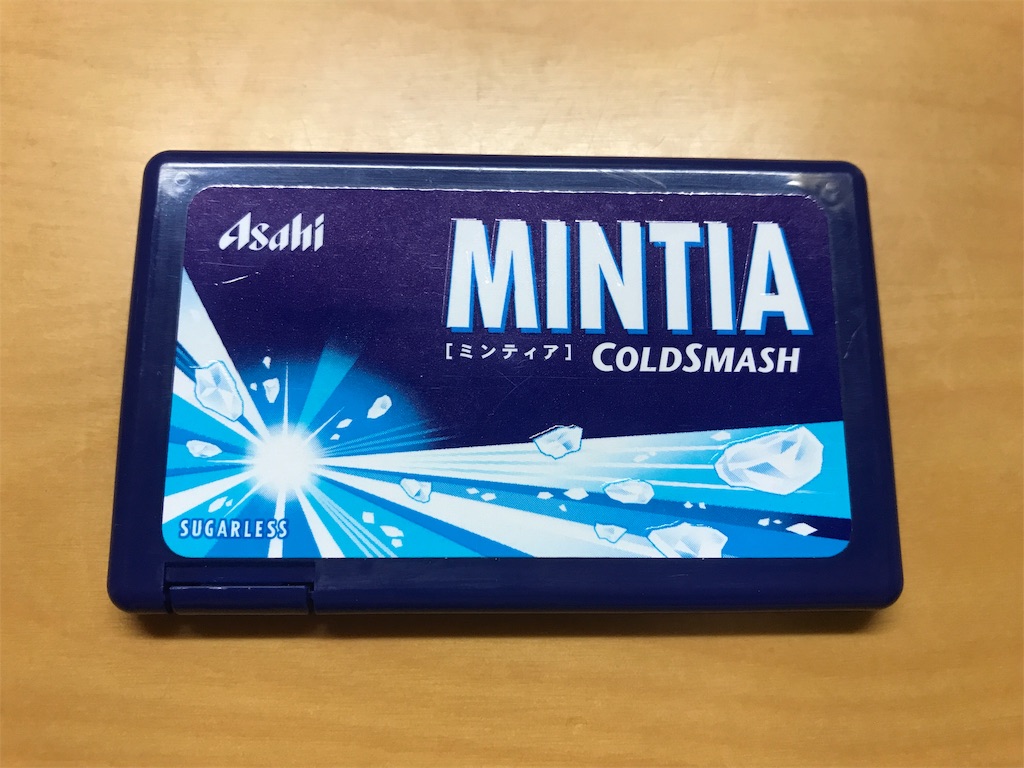 Asahi
MINTIA
[ミンティア] COLDSMASH
SUGARLESS